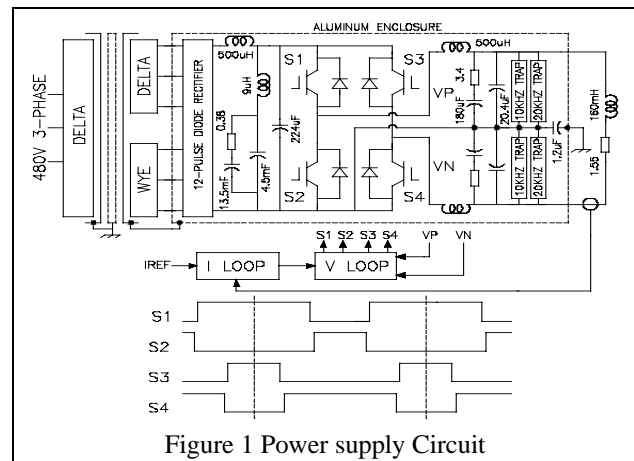 ALUMINUM ENCLOSURE
500uH
S1
S3
500uH
480V 3-PHASE
DELTA
DELTA
WYE
12-PULSE DIODE RECTIFIER
9uH
0.38
13.5mF
4.5mF
224uF
VP
3.4
180uF
20.4uF
10KHZ TRAP
20KHZ TRAP
160mH
S2
S4
VN
10KHZ TRAP
20KHZ TRAP
1.2uF
1.55
S1 S2 S3 S4 VP VN
IREF
I LOOP
V LOOP
S1
S2
S3
S4
Figure 1 Power supply Circuit